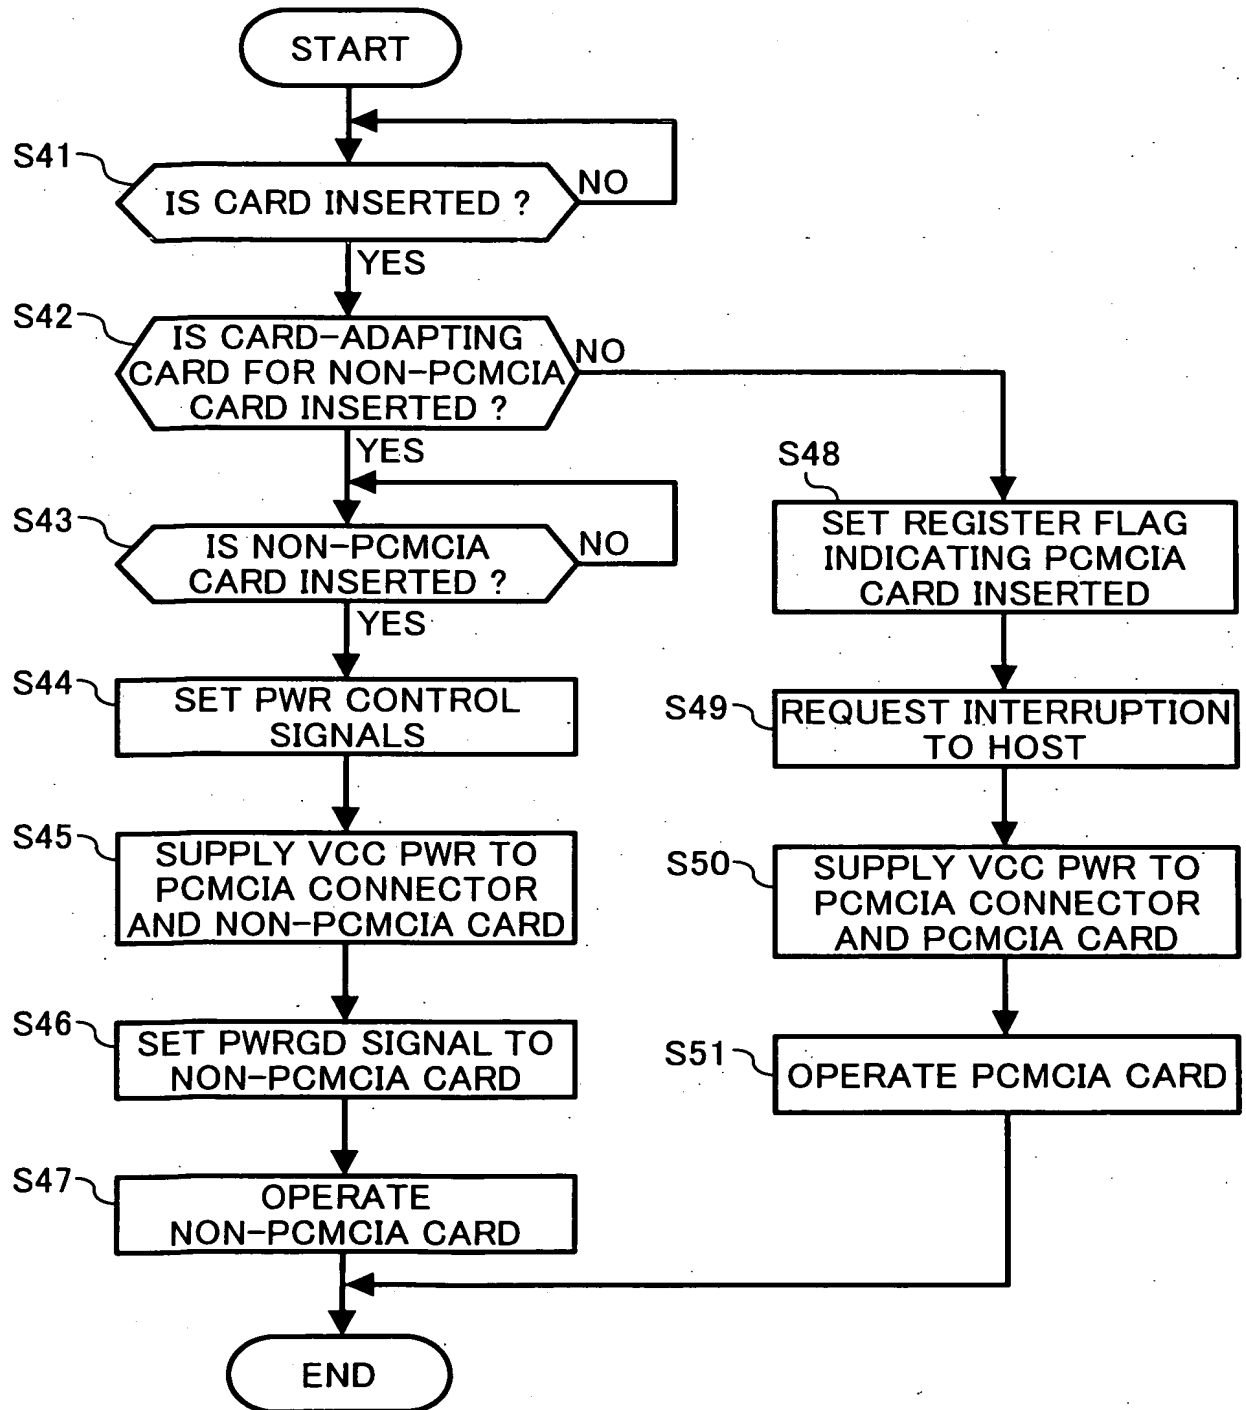 START
S41
IS CARD INSERTED ?
NO
YES
S42
IS CARD-ADAPTING
CARD FOR NON-PCMCIA
CARD INSERTED ?
NO
YES
S43
IS NON-PCMCIA
CARD INSERTED ?
NO
YES
S44
SET PWR CONTROL
SIGNALS
S45
SUPPLY VCC PWR TO
PCMCIA CONNECTOR
AND NON-PCMCIA CARD
S46
SET PWRGD SIGNAL TO
NON-PCMCIA CARD
S47
OPERATE
NON-PCMCIA CARD
S48
SET REGISTER FLAG
INDICATING PCMCIA
CARD INSERTED
S49
REQUEST INTERRUPTION
TO HOST
S50
SUPPLY VCC PWR TO
PCMCIA CONNECTOR
AND PCMCIA CARD
S51
OPERATE PCMCIA CARD
END